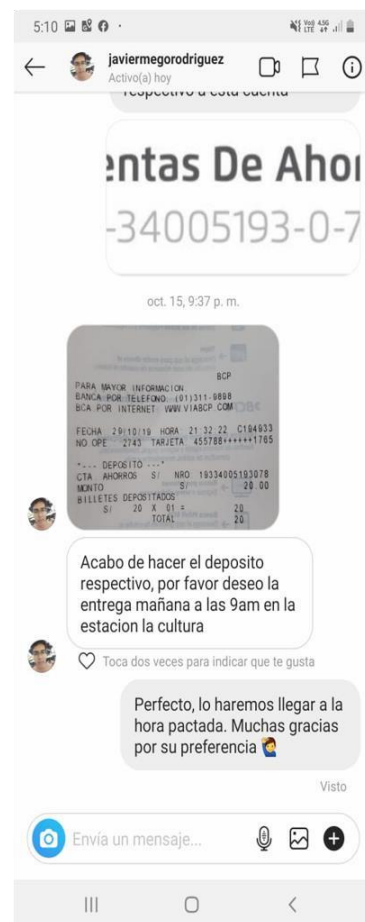 5:10
Voo) 4.5G
LTE
javiermegorodriguez
Activo(a) hoy
respectivo a esta cuenta
entas De Ahor
-34005193-0-7
oct. 15, 9:37 p. m.
BCP
PARA MAYOR INFORMACION
BANCA POR TELEFONO: (01)311-9898
BCA POR INTERNET WWW.VIABCP.COM
FECHA 29/10/19 HORA 21 32 22 C194933
NO OPE 2743 TARJETA 455788******1765
*--- DEPOSITO ---*
CTA AHORROS S/ NRO 19334005193078
MONTO S/ 20.00
BILLETES DEPOSITADOS
S/ 20 X 01 = 20
TOTAL 20
Acabo de hacer el deposito
respectivo, por favor deseo la
entrega mañana a las 9am en la
estacion la cultura
Toca dos veces para indicar que te gusta
Perfecto, lo haremos llegar a la
hora pactada. Muchas gracias
por su preferencia 🙋‍♂️
Visto
Envía un mensaje...